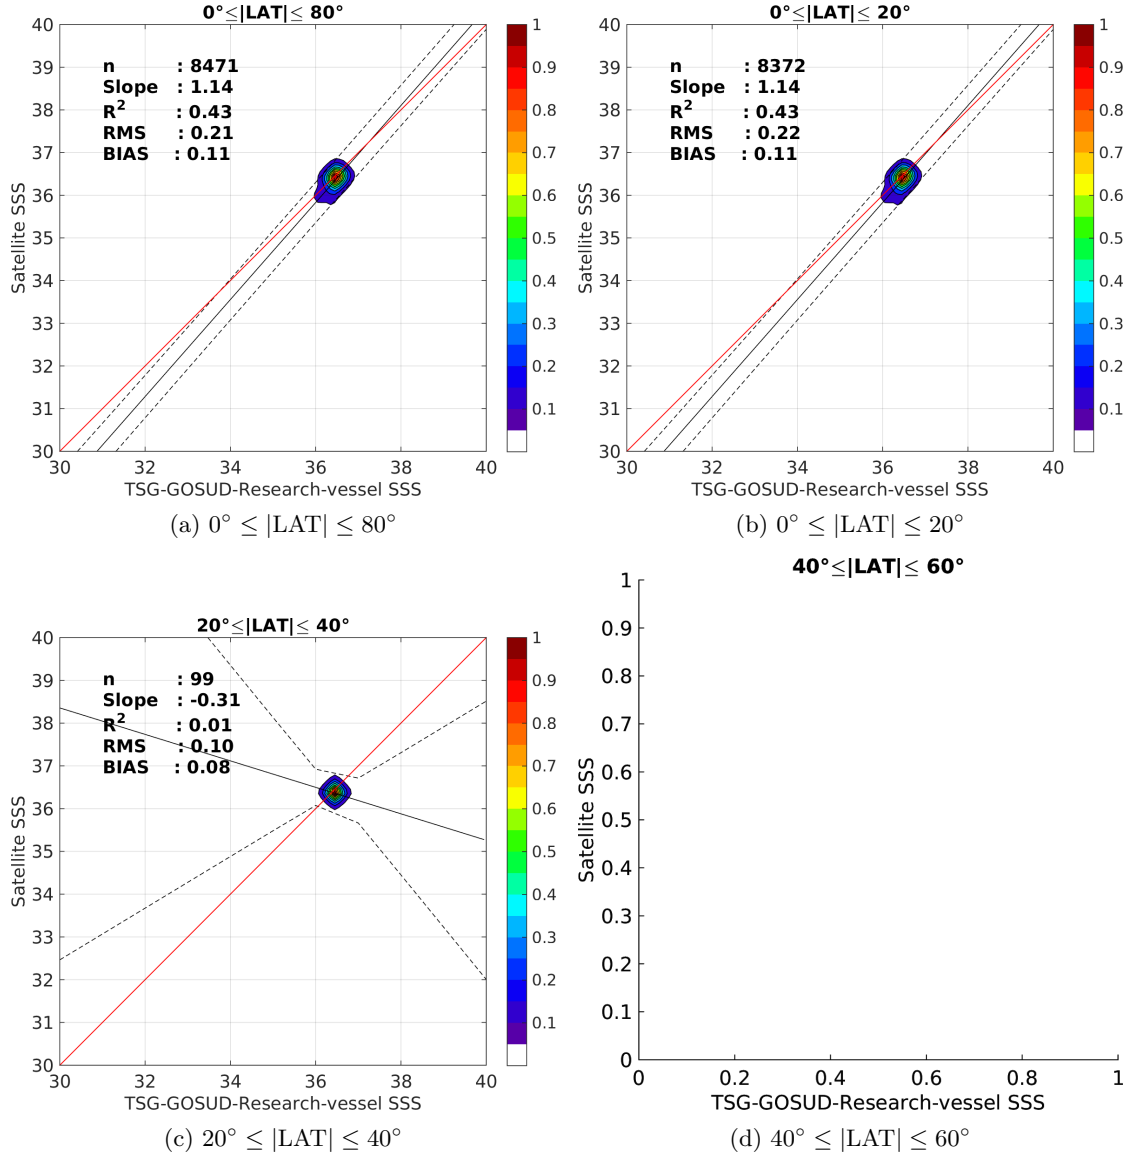 0°≤|LAT|≤ 80°
n : 8471
Slope : 1.14
R² : 0.43
RMS : 0.21
BIAS : 0.11
40
39
38
37
36
35
34
33
32
31
30
Satellite SSS
30 32 34 36 38 40
TSG-GOSUD-Research-vessel SSS
1
0.9
0.8
0.7
0.6
0.5
0.4
0.3
0.2
0.1
(a) 0° ≤ |LAT| ≤ 80°
0°≤|LAT|≤ 20°
n : 8372
Slope : 1.14
R² : 0.43
RMS : 0.22
BIAS : 0.11
40
39
38
37
36
35
34
33
32
31
30
Satellite SSS
30 32 34 36 38 40
TSG-GOSUD-Research-vessel SSS
1
0.9
0.8
0.7
0.6
0.5
0.4
0.3
0.2
0.1
(b) 0° ≤ |LAT| ≤ 20°
20°≤|LAT|≤ 40°
n : 99
Slope : -0.31
R² : 0.01
RMS : 0.10
BIAS : 0.08
40
39
38
37
36
35
34
33
32
31
30
Satellite SSS
30 32 34 36 38 40
TSG-GOSUD-Research-vessel SSS
1
0.9
0.8
0.7
0.6
0.5
0.4
0.3
0.2
0.1
(c) 20° ≤ |LAT| ≤ 40°
40°≤|LAT|≤ 60°
1
0.9
0.8
0.7
0.6
0.5
0.4
0.3
0.2
0.1
0
Satellite SSS
0 0.2 0.4 0.6 0.8 1
TSG-GOSUD-Research-vessel SSS
(d) 40° ≤ |LAT| ≤ 60°